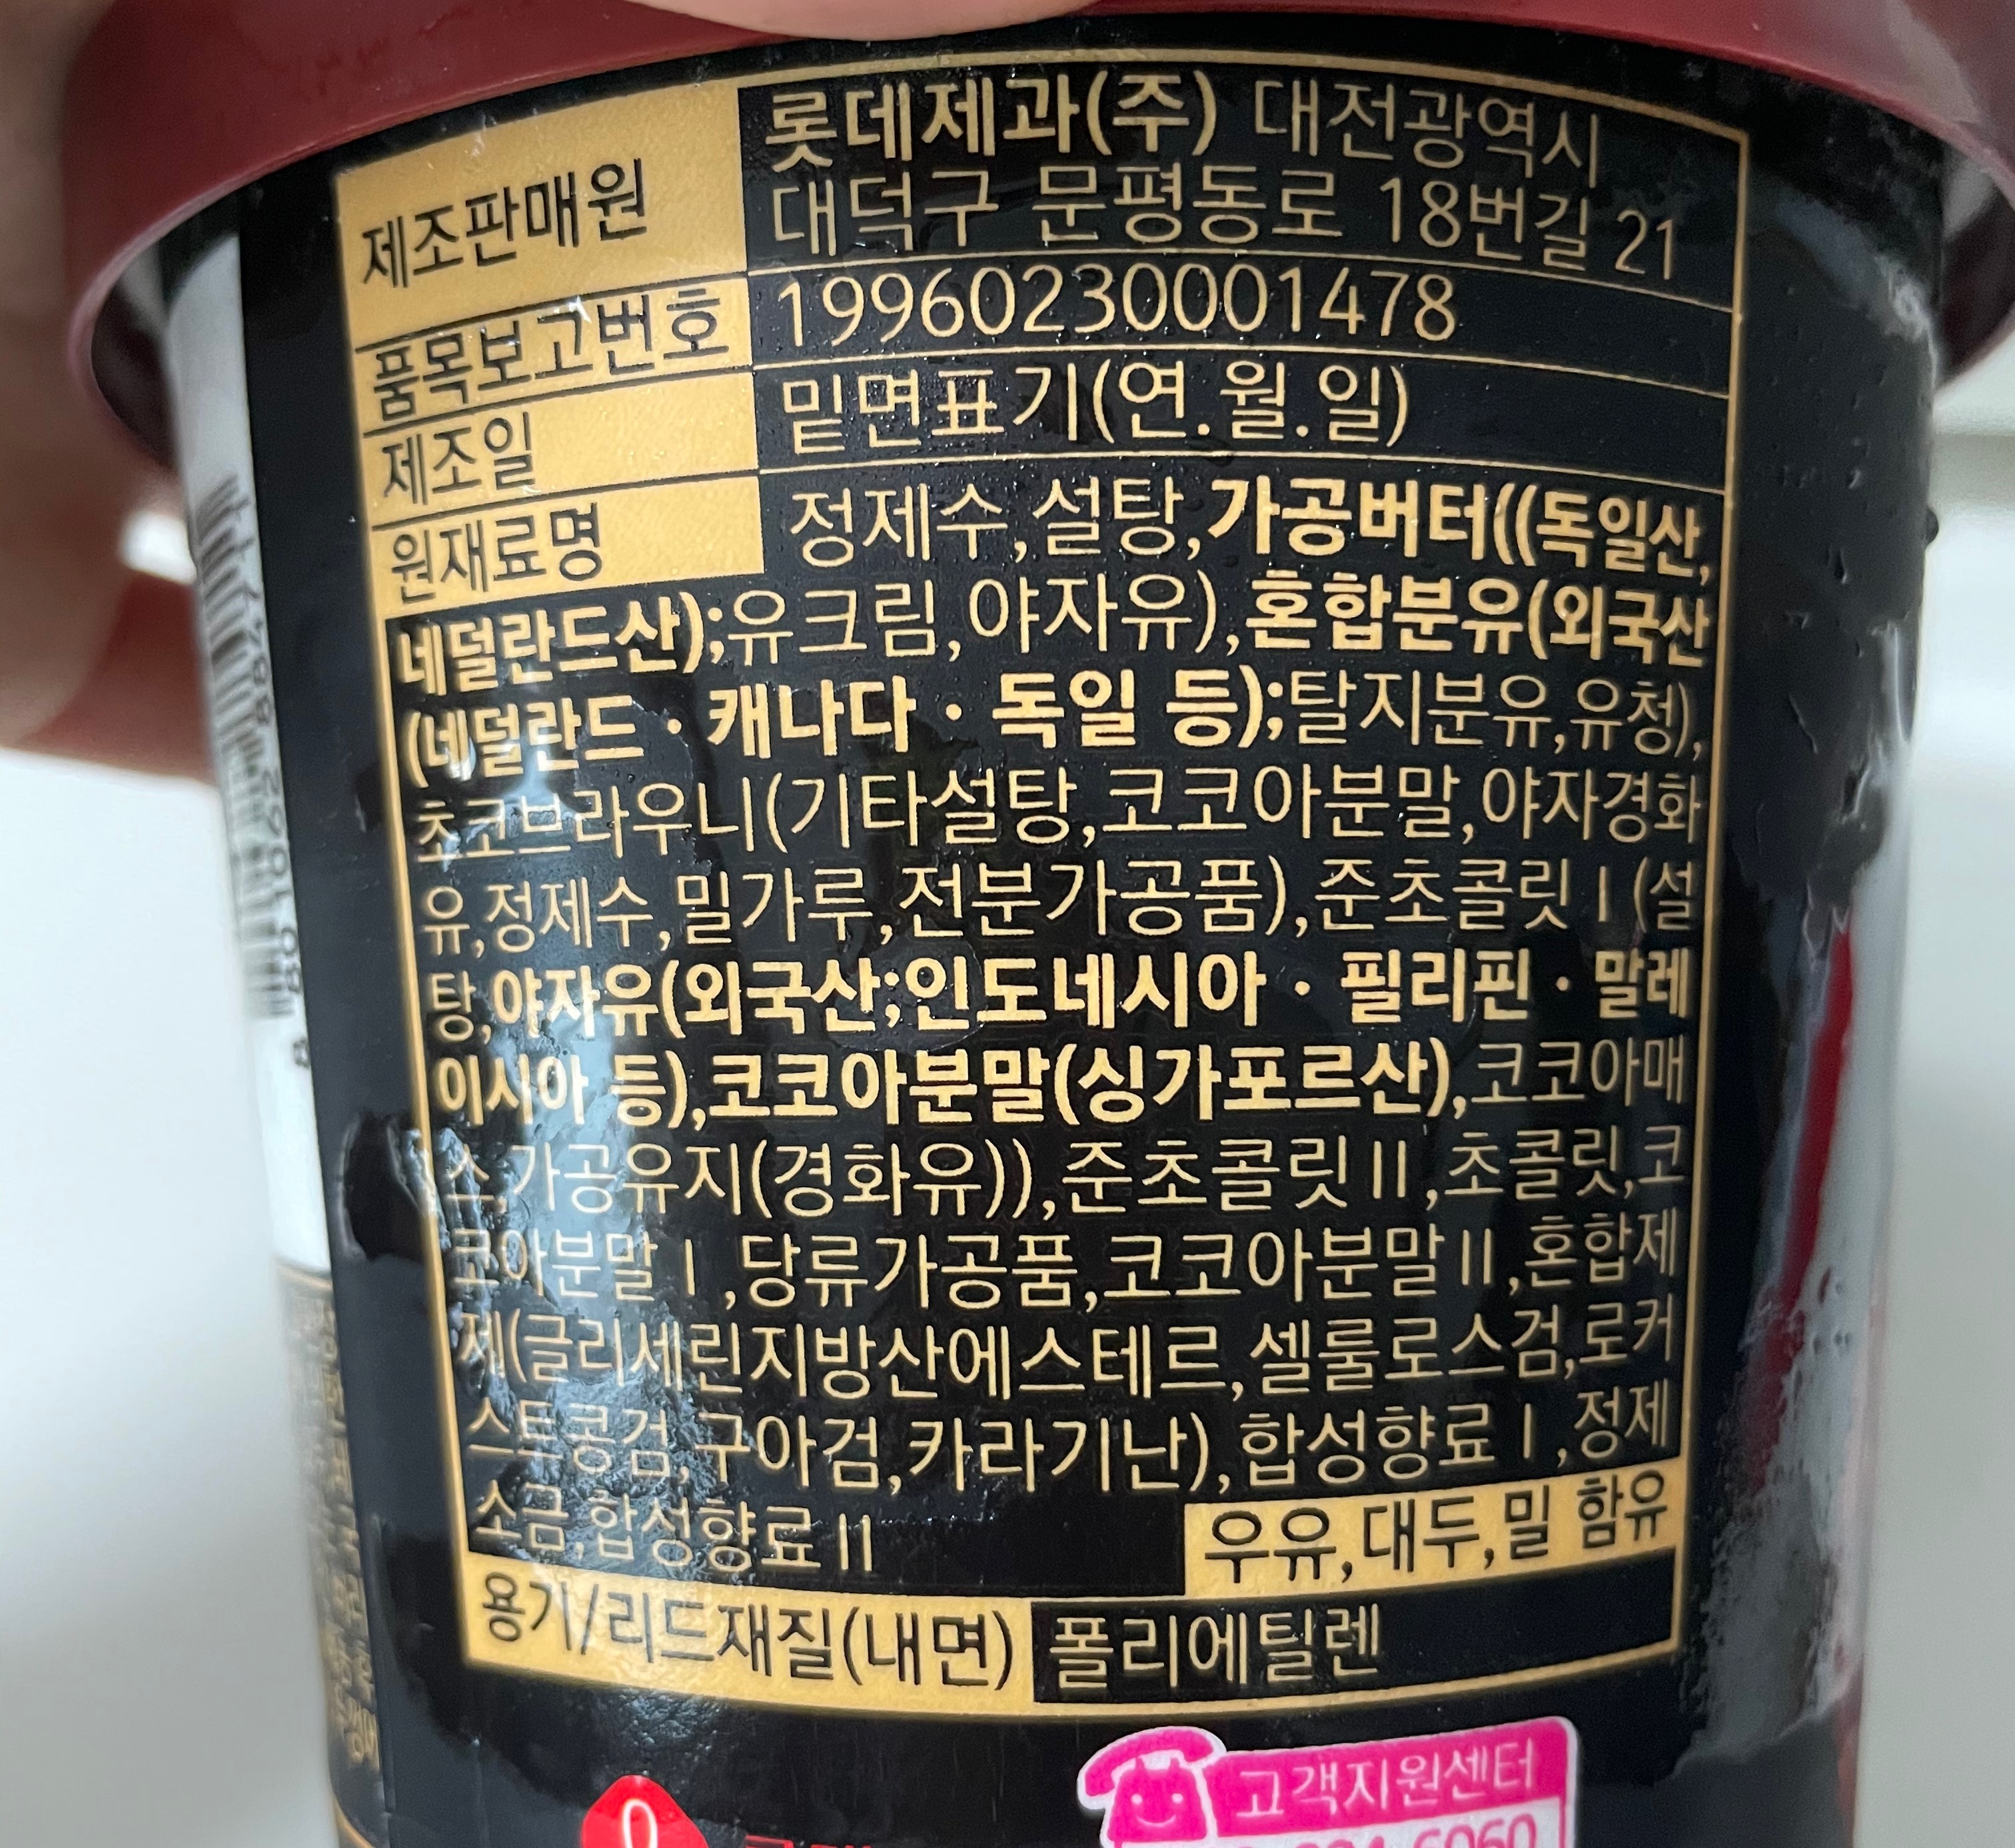 제조판매원 롯데제과(주) 대전광역시
대덕구 문평동로 18번길 21
품목보고번호 19960230001478
제조일 밑면표기(연.월.일)
원재료명 정제수,설탕,가공버터((독일산,
네덜란드산);유크림,야자유),혼합분유(외국산
(네덜란드·캐나다·독일 등);탈지분유,유청),
초코브라우니(기타설탕,코코아분말,야자경화
유,정제수,밀가루,전분가공품),준초콜릿Ⅰ(설
탕,야자유(외국산;인도네시아·필리핀·말레
이시아 등),코코아분말(싱가포르산),코코아매
스,가공유지(경화유)),준초콜릿Ⅱ,초콜릿,코
코아분말Ⅰ,당류가공품,코코아분말Ⅱ,혼합제
제(글리세린지방산에스테르,셀룰로스검,로커
스트콩검,구아검,카라기난),합성향료Ⅰ,정제
소금,합성향료Ⅱ
우유,대두,밀 함유
용기/리드재질(내면) 폴리에틸렌
고객지원센터